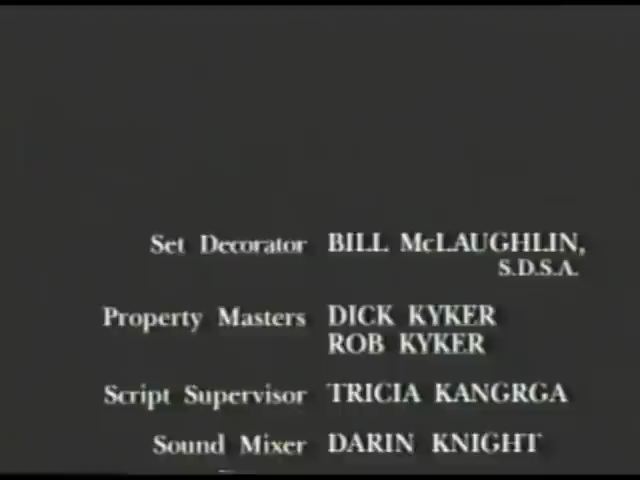 Set Decorator BILL McLAUGHLIN,
S.D.S.A.
Property Masters DICK KYKER
ROB KYKER
Script Supervisor TRICIA KANGRGA
Sound Mixer DARIN KNIGHT